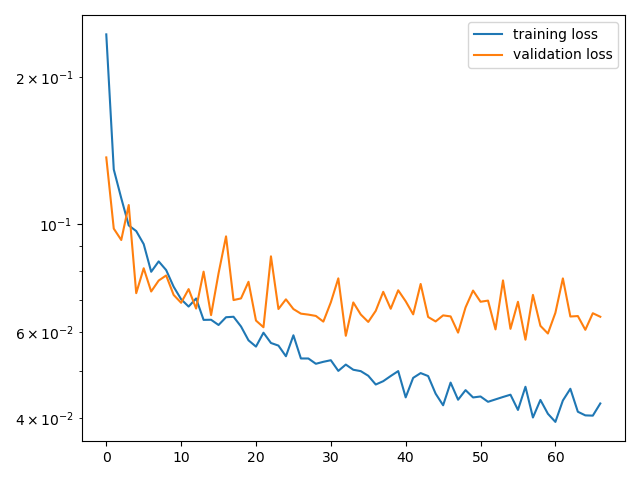 training loss
validation loss
2 × 10⁻¹
10⁻¹
6 × 10⁻²
4 × 10⁻²
0 10 20 30 40 50 60